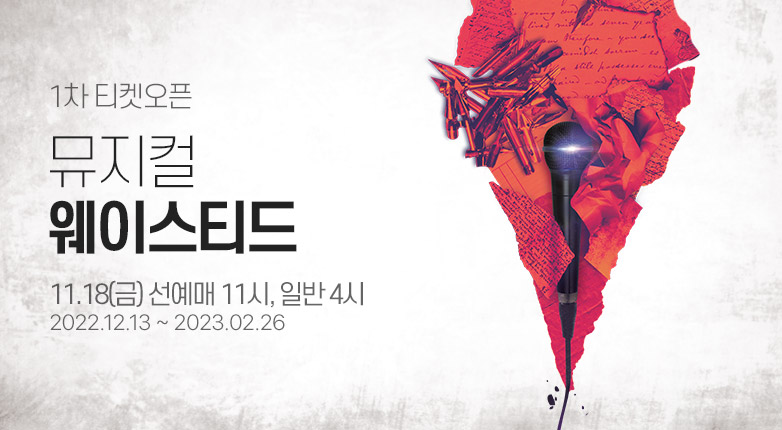 1차 티켓오픈
뮤지컬
웨이스티드
11.18(금) 선예매 11시, 일반 4시
2022.12.13 ~ 2023.02.26